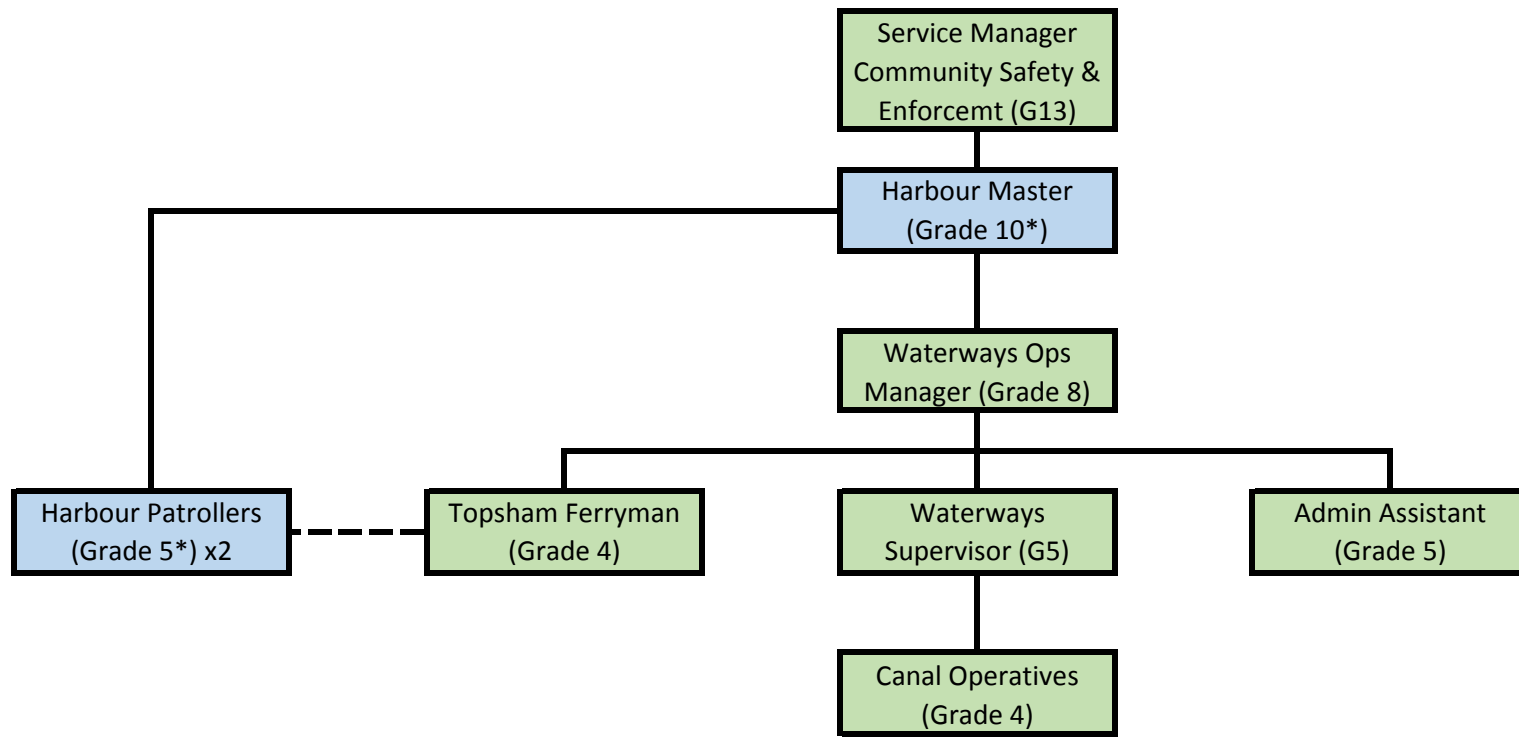 Service Manager
Community Safety &
Enforcemt (G13)
Harbour Master
(Grade 10*)
Waterways Ops
Manager (Grade 8)
Harbour Patrollers
(Grade 5*) x2
Topsham Ferryman
(Grade 4)
Waterways
Supervisor (G5)
Admin Assistant
(Grade 5)
Canal Operatives
(Grade 4)